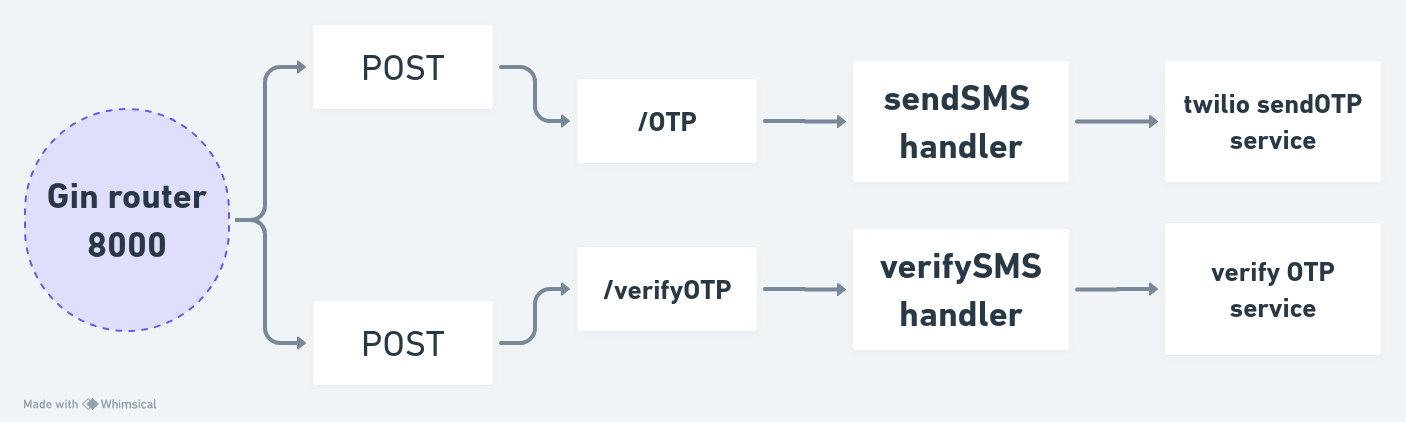 Gin router
8000
POST
/OTP
sendSMS
handler
twilio sendOTP
service
POST
/verifyOTP
verifySMS
handler
verify OTP
service
Made with Whimsical